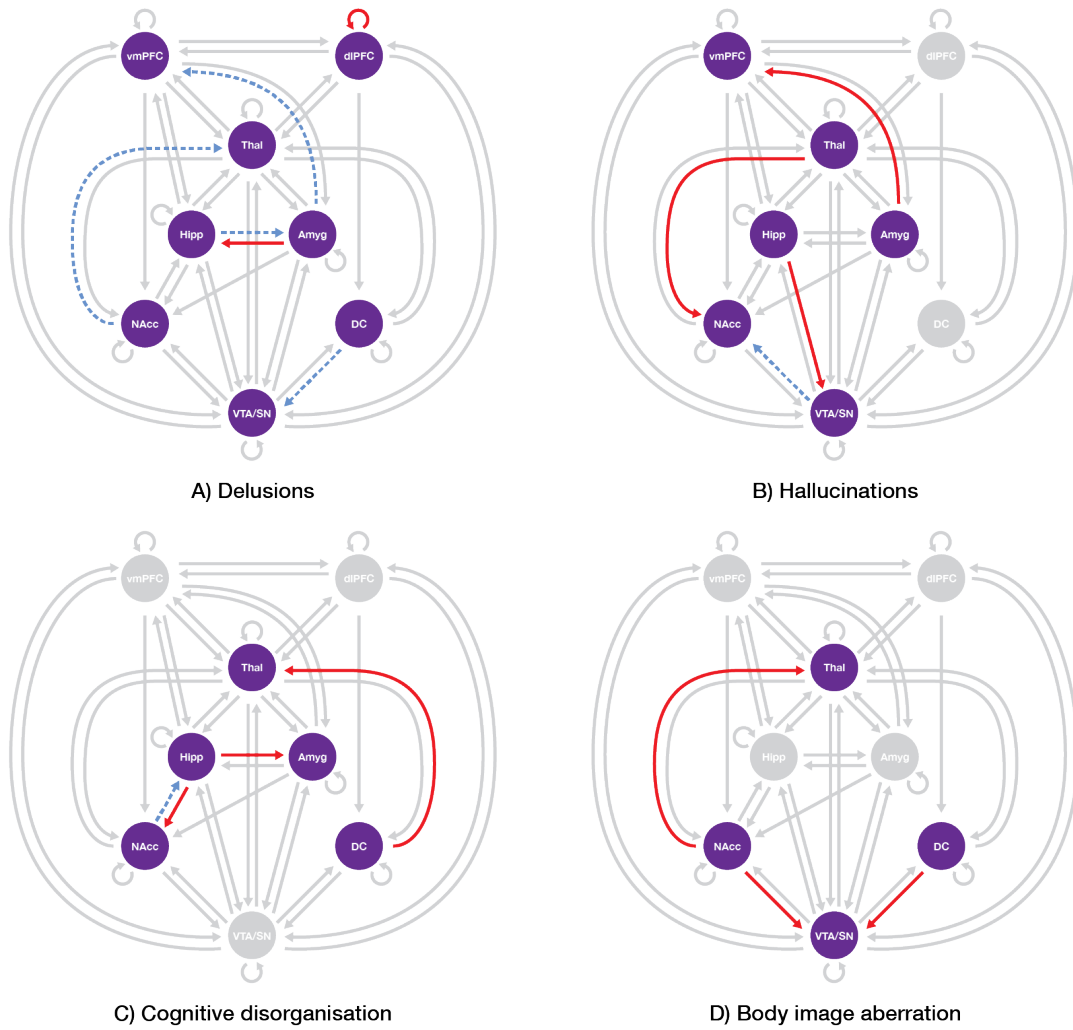 vmPFC dlPFC
Thal
Hipp Amyg
NAcc DC
VTA/SN
A) Delusions
vmPFC dlPFC
Thal
Hipp Amyg
NAcc DC
VTA/SN
B) Hallucinations
vmPFC dlPFC
Thal
Hipp Amyg
NAcc DC
VTA/SN
C) Cognitive disorganisation
vmPFC dlPFC
Thal
Hipp Amyg
NAcc DC
VTA/SN
D) Body image aberration